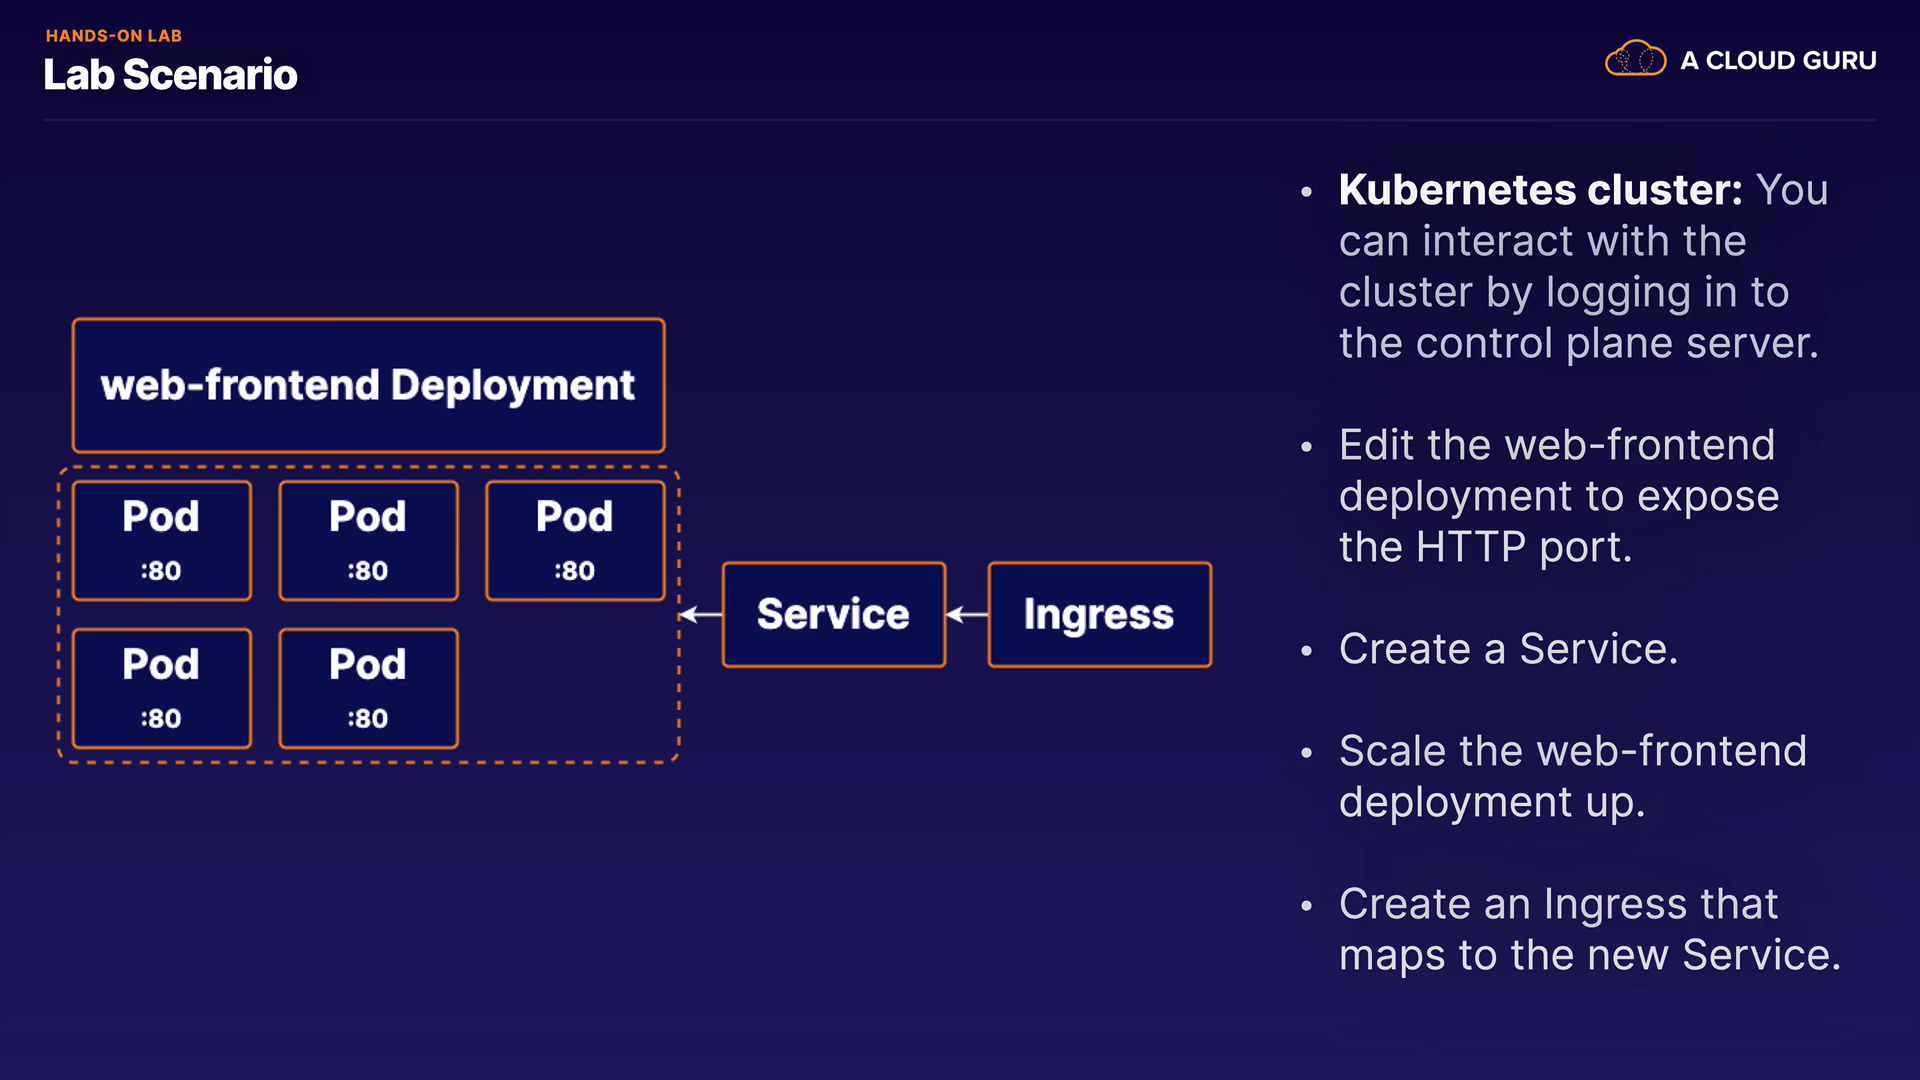 HANDS-ON LAB
Lab Scenario
A CLOUD GURU
web-frontend Deployment
Pod
:80
Pod
:80
Pod
:80
Pod
:80
Pod
:80
Service
Ingress
• Kubernetes cluster: You
can interact with the
cluster by logging in to
the control plane server.
• Edit the web-frontend
deployment to expose
the HTTP port.
• Create a Service.
• Scale the web-frontend
deployment up.
• Create an Ingress that
maps to the new Service.